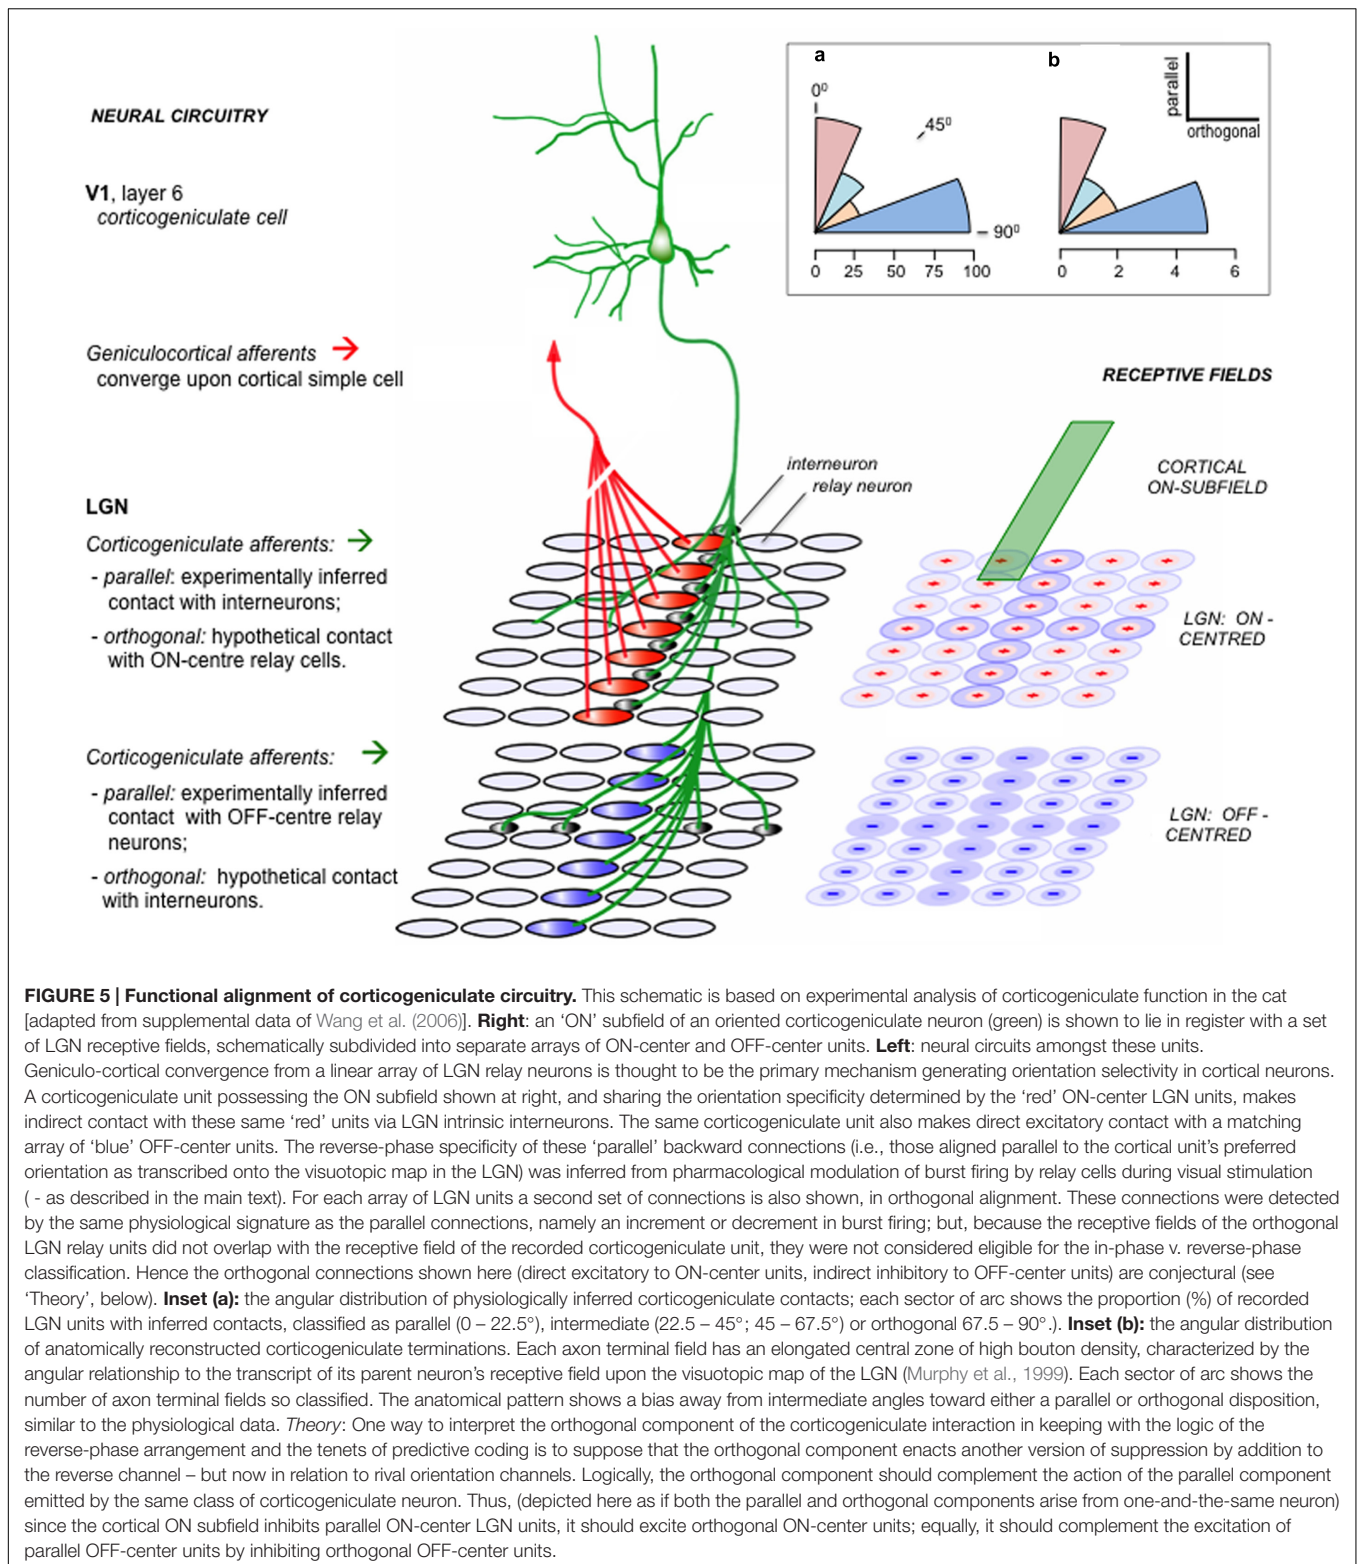 NEURAL CIRCUITRY
V1, layer 6
corticogeniculate cell
Geniculocortical afferents
converge upon cortical simple cell
LGN
Corticogeniculate afferents:
- parallel: experimentally inferred
contact with interneurons;
- orthogonal: hypothetical contact
with ON-centre relay cells.
Corticogeniculate afferents:
- parallel: experimentally inferred
contact with OFF-centre relay
neurons;
- orthogonal: hypothetical contact
with interneurons.
interneuron
relay neuron
a
0⁰
45⁰
– 90⁰
0 25 50 75 100
b
parallel
orthogonal
0 2 4 6
RECEPTIVE FIELDS
CORTICAL
ON-SUBFIELD
LGN: ON -
CENTRED
LGN: OFF -
CENTRED
FIGURE 5 | Functional alignment of corticogeniculate circuitry. This schematic is based on experimental analysis of corticogeniculate function in the cat
[adapted from supplemental data of Wang et al. (2006)]. Right: an ‘ON’ subfield of an oriented corticogeniculate neuron (green) is shown to lie in register with a set
of LGN receptive fields, schematically subdivided into separate arrays of ON-center and OFF-center units. Left: neural circuits amongst these units.
Geniculo-cortical convergence from a linear array of LGN relay neurons is thought to be the primary mechanism generating orientation selectivity in cortical neurons.
A corticogeniculate unit possessing the ON subfield shown at right, and sharing the orientation specificity determined by the ‘red’ ON-center LGN units, makes
indirect contact with these same ‘red’ units via LGN intrinsic interneurons. The same corticogeniculate unit also makes direct excitatory contact with a matching
array of ‘blue’ OFF-center units. The reverse-phase specificity of these ‘parallel’ backward connections (i.e., those aligned parallel to the cortical unit’s preferred
orientation as transcribed onto the visuotopic map in the LGN) was inferred from pharmacological modulation of burst firing by relay cells during visual stimulation
( - as described in the main text). For each array of LGN units a second set of connections is also shown, in orthogonal alignment. These connections were detected
by the same physiological signature as the parallel connections, namely an increment or decrement in burst firing; but, because the receptive fields of the orthogonal
LGN relay units did not overlap with the receptive field of the recorded corticogeniculate unit, they were not considered eligible for the in-phase v. reverse-phase
classification. Hence the orthogonal connections shown here (direct excitatory to ON-center units, indirect inhibitory to OFF-center units) are conjectural (see
‘Theory’, below). Inset (a): the angular distribution of physiologically inferred corticogeniculate contacts; each sector of arc shows the proportion (%) of recorded
LGN units with inferred contacts, classified as parallel (0 – 22.5°), intermediate (22.5 – 45°; 45 – 67.5°) or orthogonal 67.5 – 90°.). Inset (b): the angular distribution
of anatomically reconstructed corticogeniculate terminations. Each axon terminal field has an elongated central zone of high bouton density, characterized by the
angular relationship to the transcript of its parent neuron’s receptive field upon the visuotopic map of the LGN (Murphy et al., 1999). Each sector of arc shows the
number of axon terminal fields so classified. The anatomical pattern shows a bias away from intermediate angles toward either a parallel or orthogonal disposition,
similar to the physiological data. Theory: One way to interpret the orthogonal component of the corticogeniculate interaction in keeping with the logic of the
reverse-phase arrangement and the tenets of predictive coding is to suppose that the orthogonal component enacts another version of suppression by addition to
the reverse channel – but now in relation to rival orientation channels. Logically, the orthogonal component should complement the action of the parallel component
emitted by the same class of corticogeniculate neuron. Thus, (depicted here as if both the parallel and orthogonal components arise from one-and-the-same neuron)
since the cortical ON subfield inhibits parallel ON-center LGN units, it should excite orthogonal ON-center units; equally, it should complement the excitation of
parallel OFF-center units by inhibiting orthogonal OFF-center units.